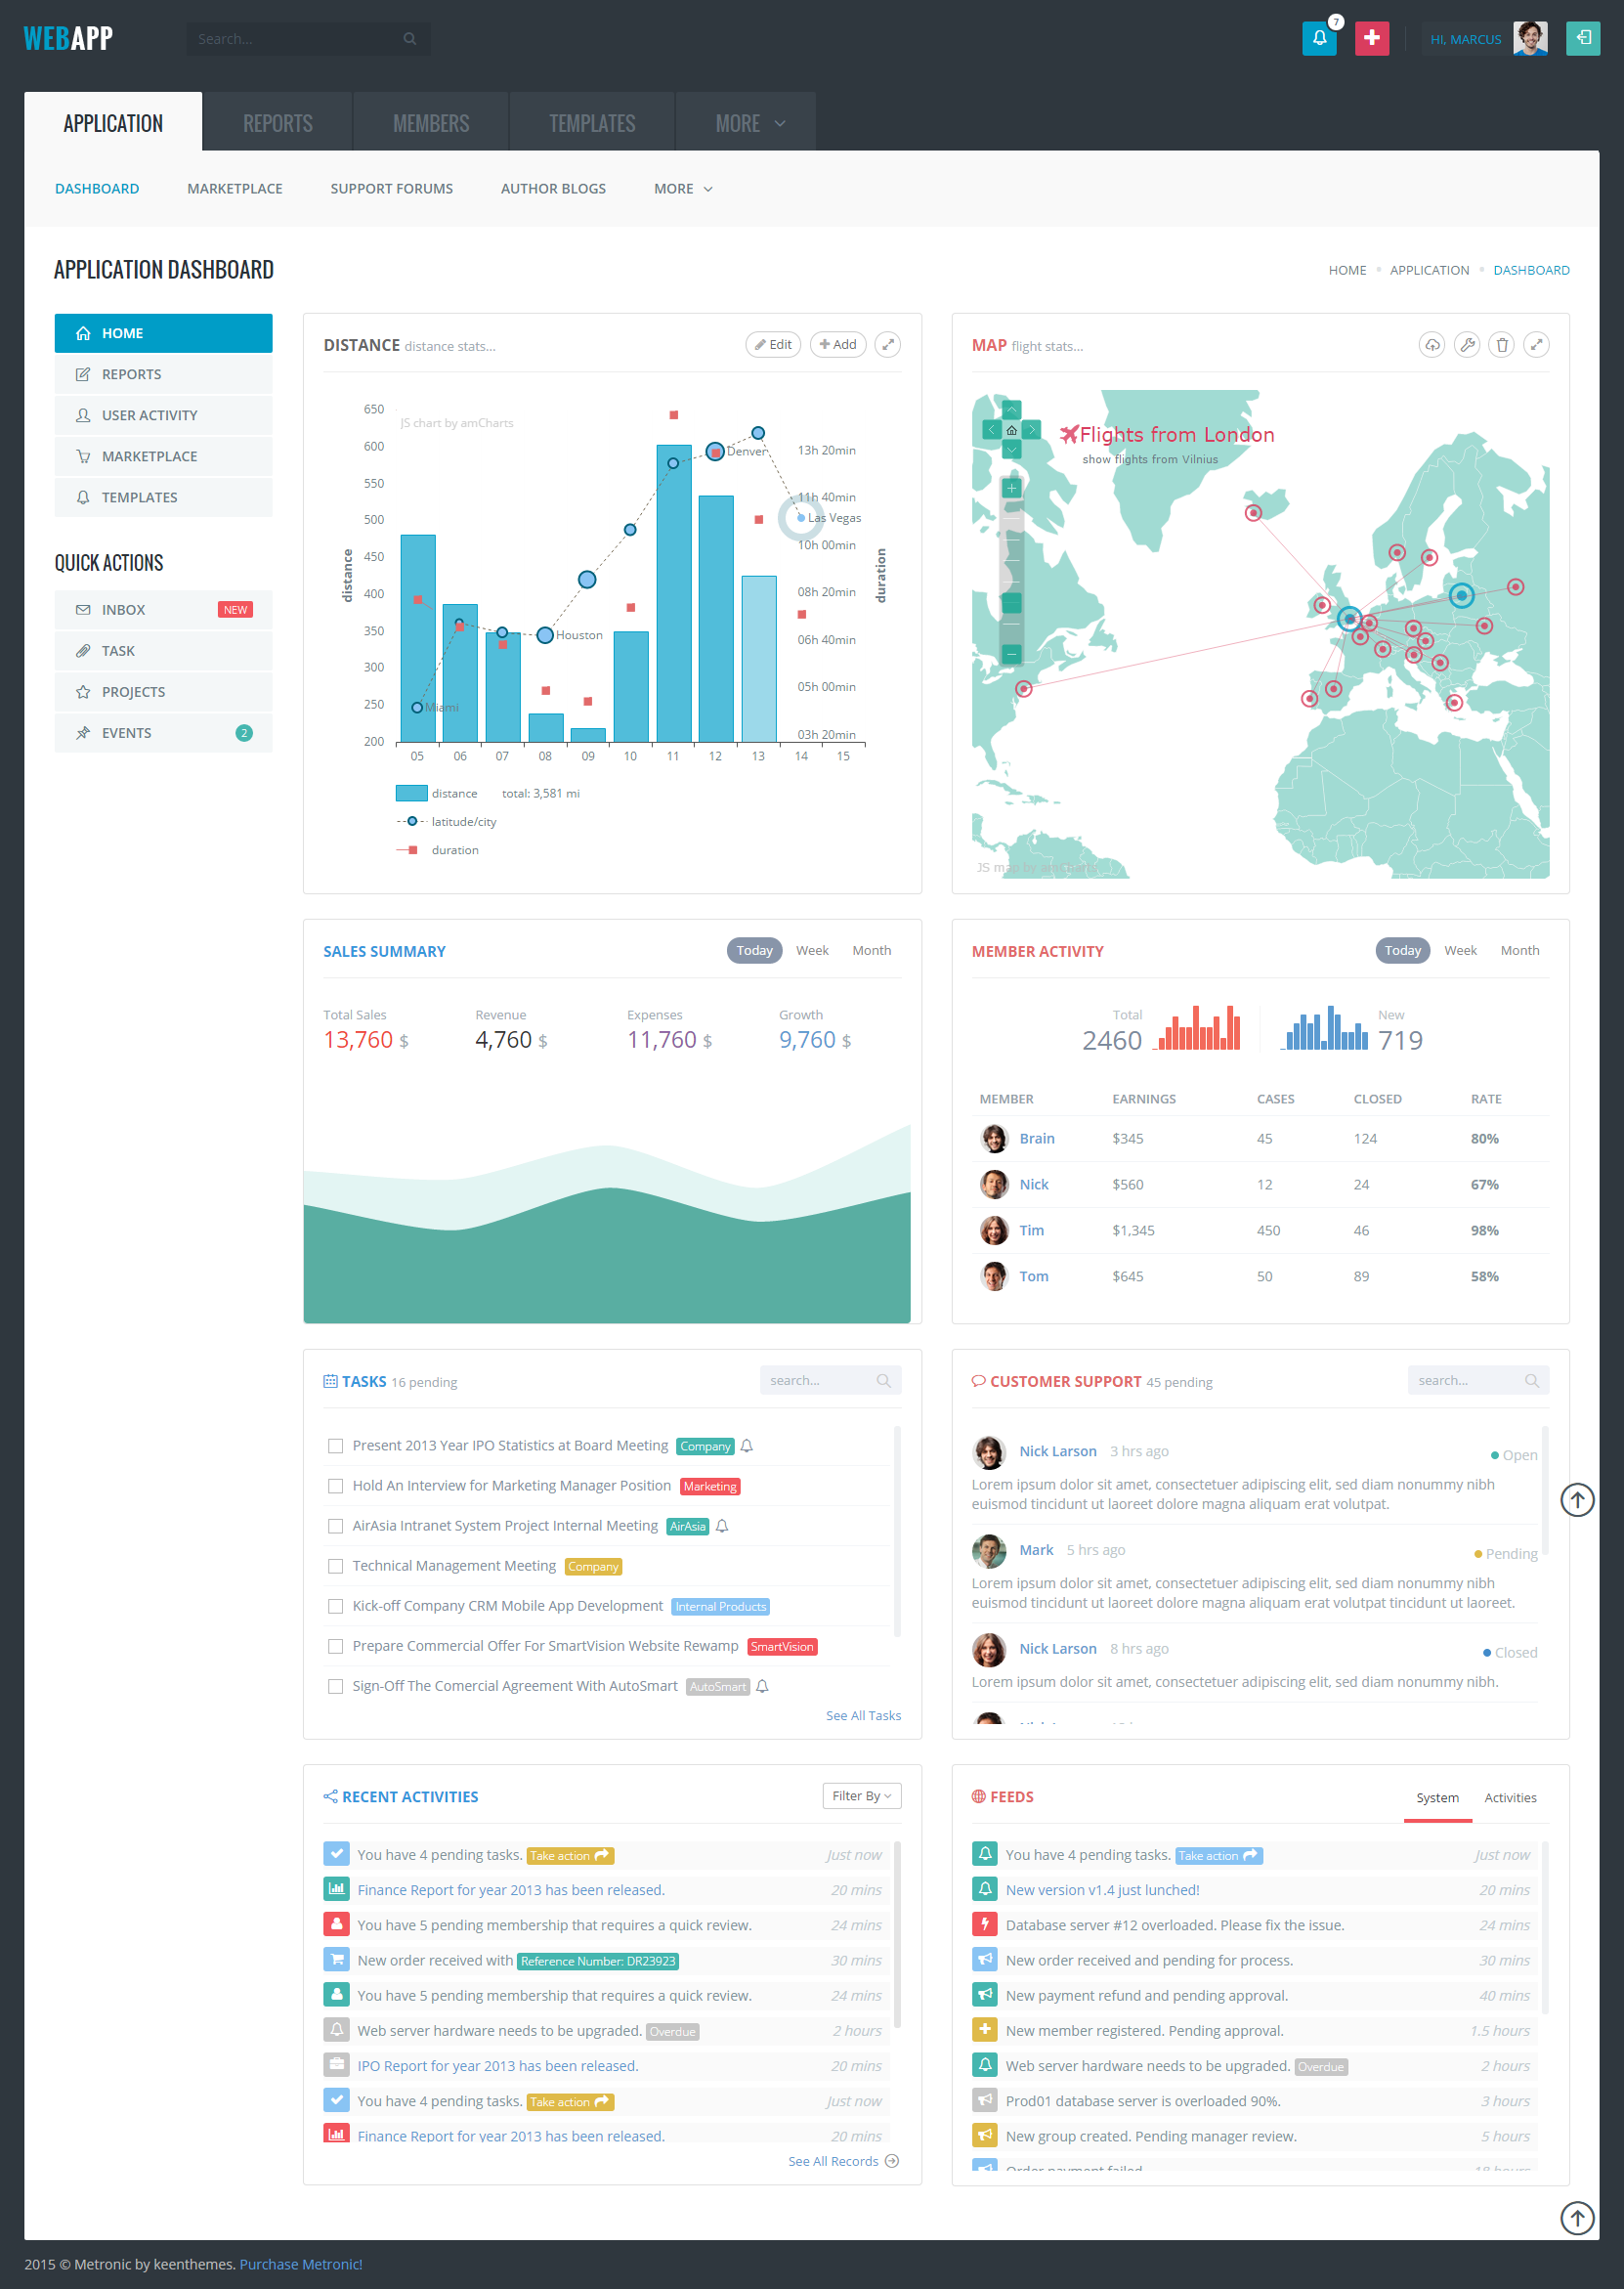 WEBAPP
Search...
7
HI, MARCUS
APPLICATION
REPORTS
MEMBERS
TEMPLATES
MORE
DASHBOARD
MARKETPLACE
SUPPORT FORUMS
AUTHOR BLOGS
MORE
APPLICATION DASHBOARD
HOME
APPLICATION
DASHBOARD
HOME
REPORTS
USER ACTIVITY
MARKETPLACE
TEMPLATES
QUICK ACTIONS
INBOX NEW
TASK
PROJECTS
EVENTS 2
DISTANCE distance stats...
Edit
Add
JS chart by amCharts
650
600
550
500
450
400
350
300
250
200
distance
13h 20min
11h 40min
10h 00min
08h 20min
06h 40min
05h 00min
03h 20min
duration
Miami
Houston
Denver
Las Vegas
05 06 07 08 09 10 11 12 13 14 15
distance total: 3,581 mi
latitude/city
duration
MAP flight stats...
Flights from London
show flights from Vilnius
JS map by amCharts
SALES SUMMARY
Today Week Month
Total Sales Revenue Expenses Growth
13,760 $ 4,760 $ 11,760 $ 9,760 $
MEMBER ACTIVITY
Today Week Month
Total
2460
New
719
MEMBER EARNINGS CASES CLOSED RATE
Brain $345 45 124 80%
Nick $560 12 24 67%
Tim $1,345 450 46 98%
Tom $645 50 89 58%
TASKS 16 pending
search...
Present 2013 Year IPO Statistics at Board Meeting Company
Hold An Interview for Marketing Manager Position Marketing
AirAsia Intranet System Project Internal Meeting AirAsia
Technical Management Meeting Company
Kick-off Company CRM Mobile App Development Internal Products
Prepare Commercial Offer For SmartVision Website Rewamp SmartVision
Sign-Off The Comercial Agreement With AutoSmart AutoSmart
See All Tasks
CUSTOMER SUPPORT 45 pending
search...
Nick Larson 3 hrs ago Open
Lorem ipsum dolor sit amet, consectetuer adipiscing elit, sed diam nonummy nibh
euismod tincidunt ut laoreet dolore magna aliquam erat volutpat.
Mark 5 hrs ago Pending
Lorem ipsum dolor sit amet, consectetuer adipiscing elit, sed diam nonummy nibh
euismod tincidunt ut laoreet dolore magna aliquam erat volutpat tincidunt ut laoreet.
Nick Larson 8 hrs ago Closed
Lorem ipsum dolor sit amet, consectetuer adipiscing elit, sed diam nonummy nibh.
RECENT ACTIVITIES
Filter By
You have 4 pending tasks. Take action Just now
Finance Report for year 2013 has been released. 20 mins
You have 5 pending membership that requires a quick review. 24 mins
New order received with Reference Number: DR23923 30 mins
You have 5 pending membership that requires a quick review. 24 mins
Web server hardware needs to be upgraded. Overdue 2 hours
IPO Report for year 2013 has been released. 20 mins
You have 4 pending tasks. Take action Just now
Finance Report for year 2013 has been released. 20 mins
See All Records
FEEDS
System Activities
You have 4 pending tasks. Take action Just now
New version v1.4 just lunched! 20 mins
Database server #12 overloaded. Please fix the issue. 24 mins
New order received and pending for process. 30 mins
New payment refund and pending approval. 40 mins
New member registered. Pending approval. 1.5 hours
Web server hardware needs to be upgraded. Overdue 2 hours
Prod01 database server is overloaded 90%. 3 hours
New group created. Pending manager review. 5 hours
Order payment failed
2015 © Metronic by keenthemes. Purchase Metronic!